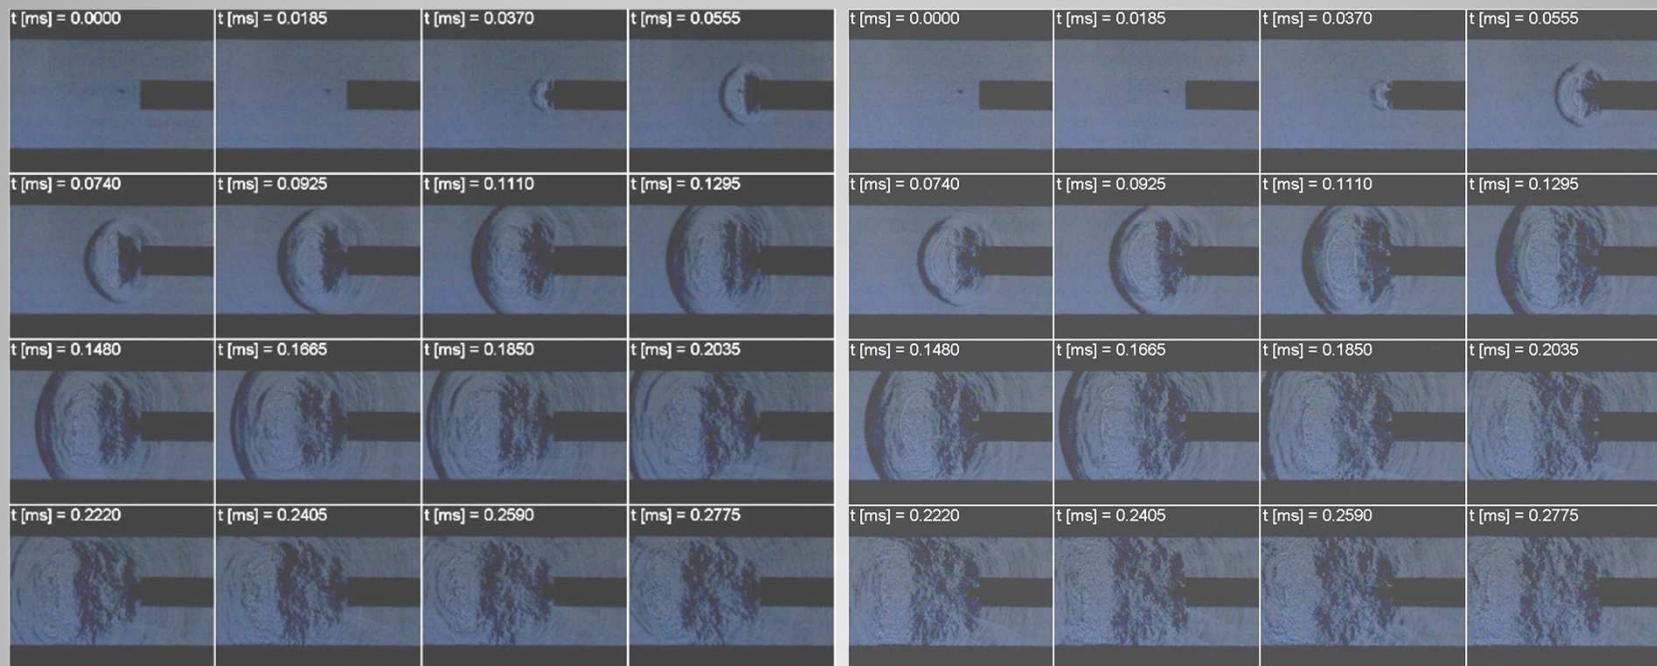 t [ms] = 0.0000 t [ms] = 0.0185 t [ms] = 0.0370 t [ms] = 0.0555 t [ms] = 0.0000 t [ms] = 0.0185 t [ms] = 0.0370 t [ms] = 0.0555
t [ms] = 0.0740 t [ms] = 0.0925 t [ms] = 0.1110 t [ms] = 0.1295 t [ms] = 0.0740 t [ms] = 0.0925 t [ms] = 0.1110 t [ms] = 0.1295
t [ms] = 0.1480 t [ms] = 0.1665 t [ms] = 0.1850 t [ms] = 0.2035 t [ms] = 0.1480 t [ms] = 0.1665 t [ms] = 0.1850 t [ms] = 0.2035
t [ms] = 0.2220 t [ms] = 0.2405 t [ms] = 0.2590 t [ms] = 0.2775 t [ms] = 0.2220 t [ms] = 0.2405 t [ms] = 0.2590 t [ms] = 0.2775